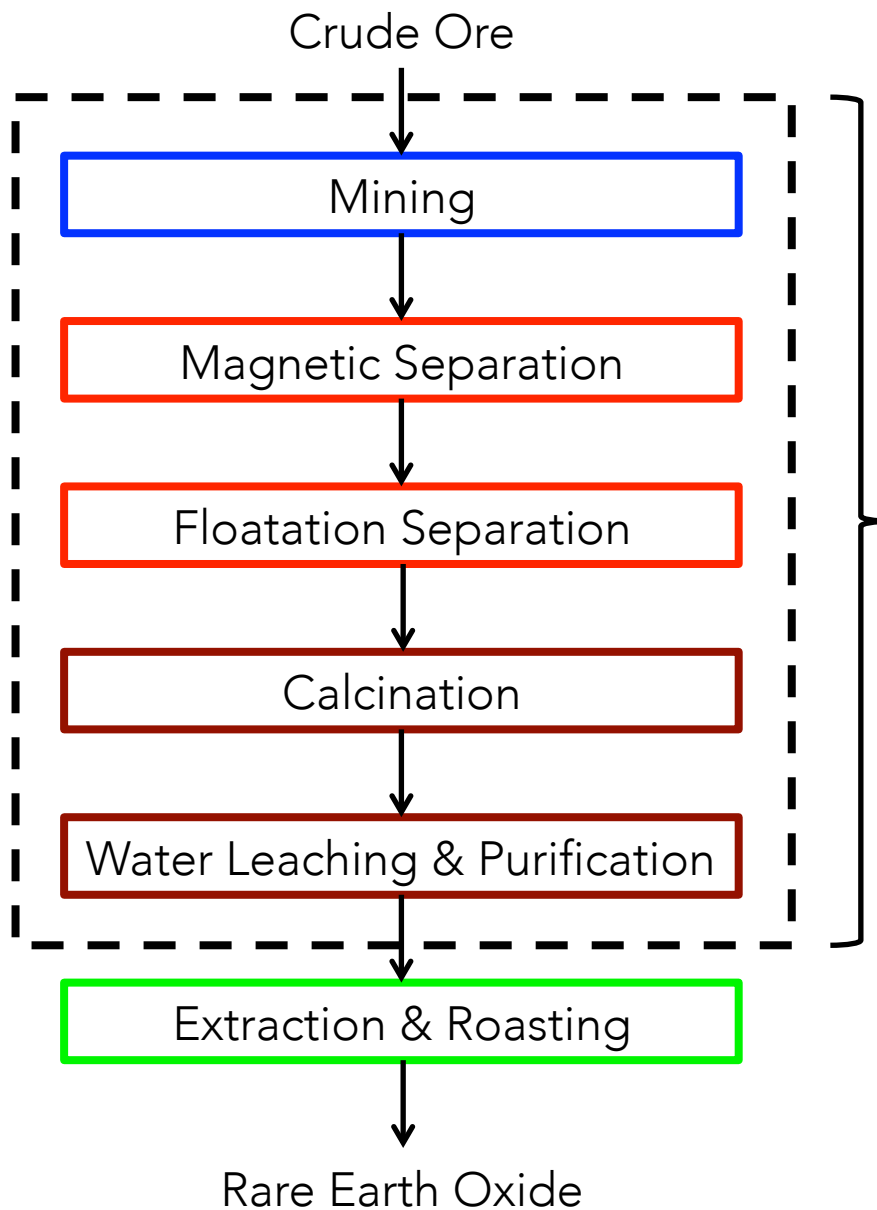 Crude Ore
Mining
Magnetic Separation
Floatation Separation
Calcination
Water Leaching & Purification
Extraction & Roasting
Rare Earth Oxide